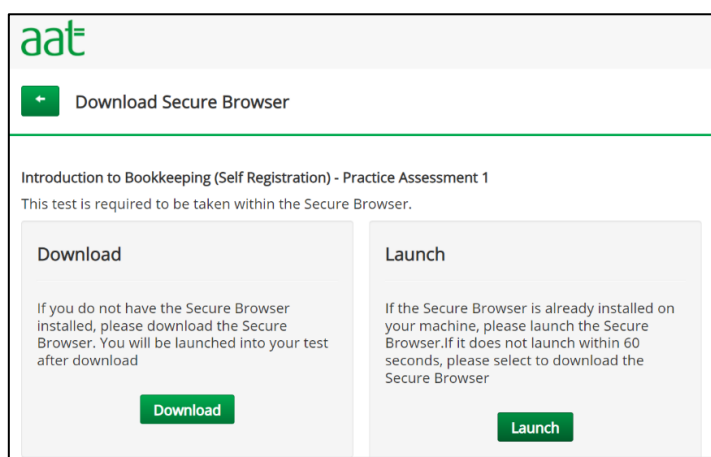 aat
Download Secure Browser
Introduction to Bookkeeping (Self Registration) - Practice Assessment 1
This test is required to be taken within the Secure Browser.
Download
If you do not have the Secure Browser
installed, please download the Secure
Browser. You will be launched into your test
after download
Download
Launch
If the Secure Browser is already installed on
your machine, please launch the Secure
Browser.If it does not launch within 60
seconds, please select to download the
Secure Browser
Launch